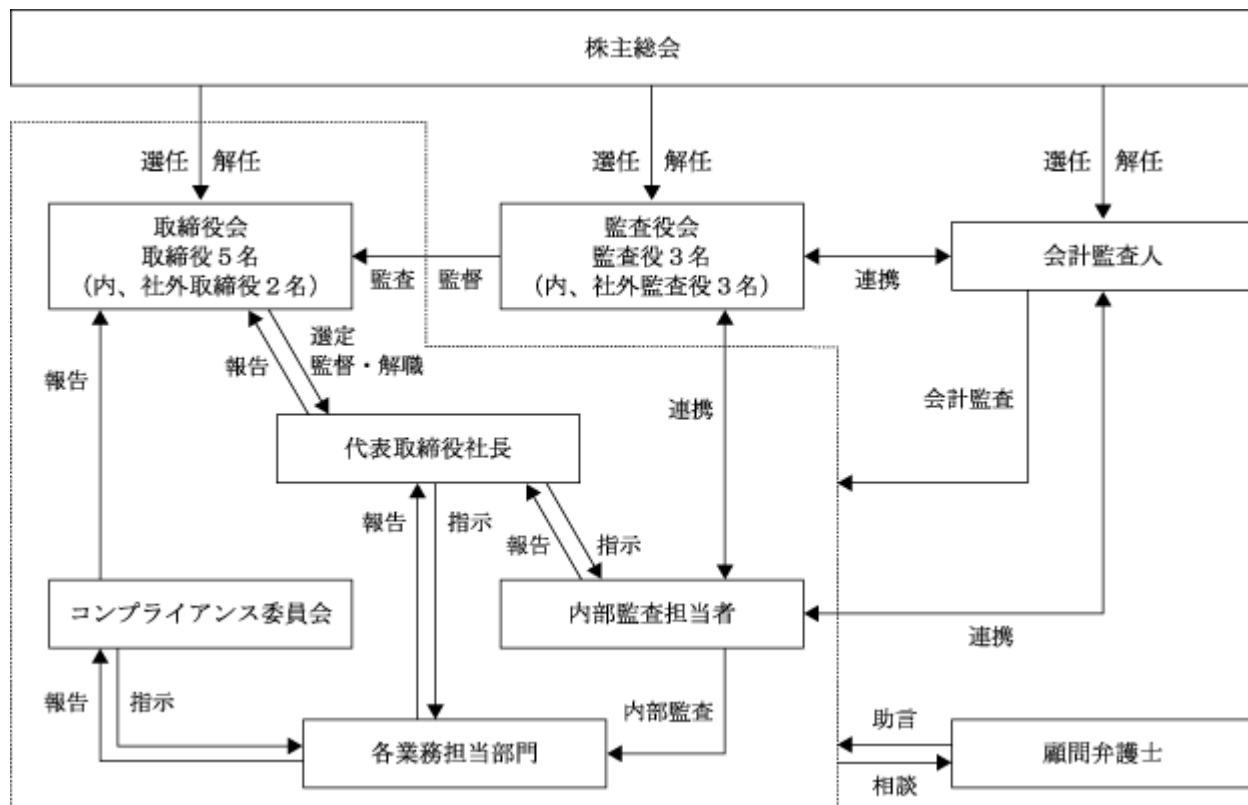 株主総会
選任
解任
選任
解任
選任
解任
取締役会
取締役5名
（内、社外取締役2名）
監査
監督
監査役会
監査役3名
（内、社外監査役3名）
連携
会計監査人
報告
報告
選定
監督・解職
連携
会計監査
代表取締役社長
報告
指示
報告
指示
コンプライアンス委員会
内部監査担当者
連携
報告
指示
内部監査
各業務担当部門
助言
相談
顧問弁護士